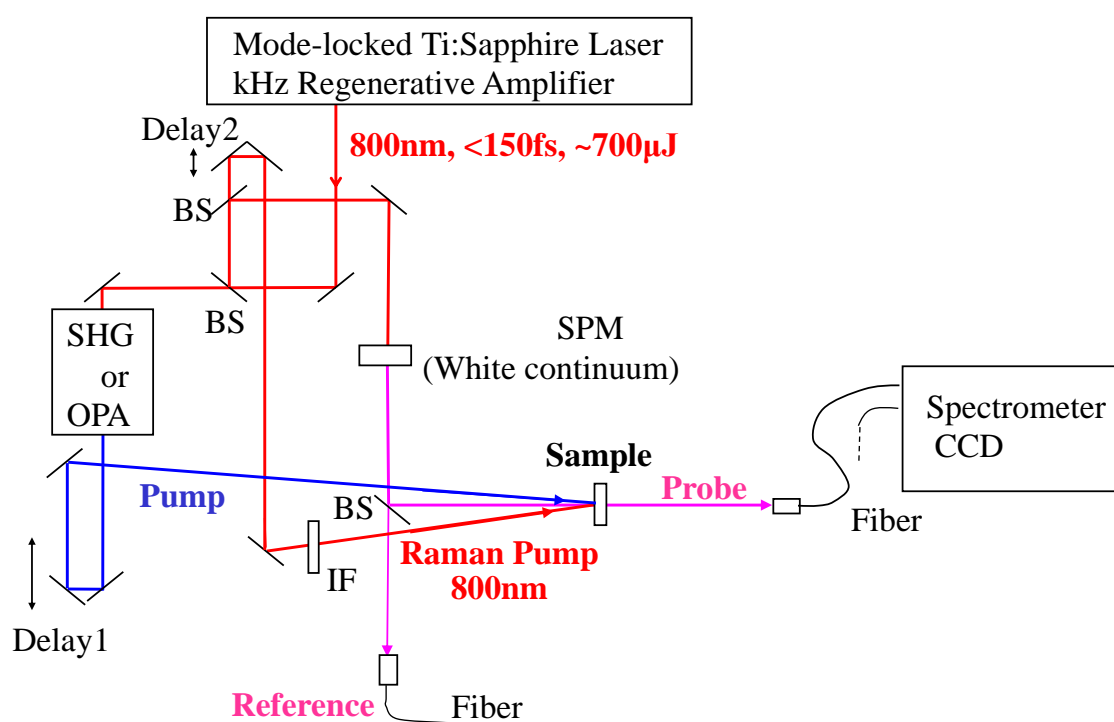 Mode-locked Ti:Sapphire Laser
kHz Regenerative Amplifier
Delay2
800nm, <150fs, ~700μJ
BS
BS
SHG
or
OPA
SPM
(White continuum)
Spectrometer
CCD
Sample
Pump
Probe
BS
Fiber
Raman Pump
800nm
IF
Delay1
Reference
Fiber